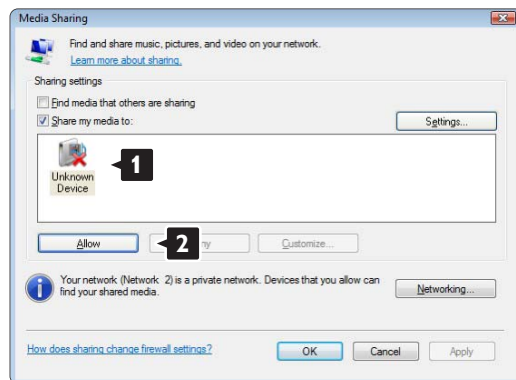 Media Sharing
Find and share music, pictures, and video on your network.
Learn more about sharing.
Sharing settings
Find media that others are sharing
Share my media to:
Settings...
Unknown
Device
1
Allow
2
ny
Customize...
Your network (Network 2) is a private network. Devices that you allow can
find your shared media.
Networking...
How does sharing change firewall settings?
OK
Cancel
Apply